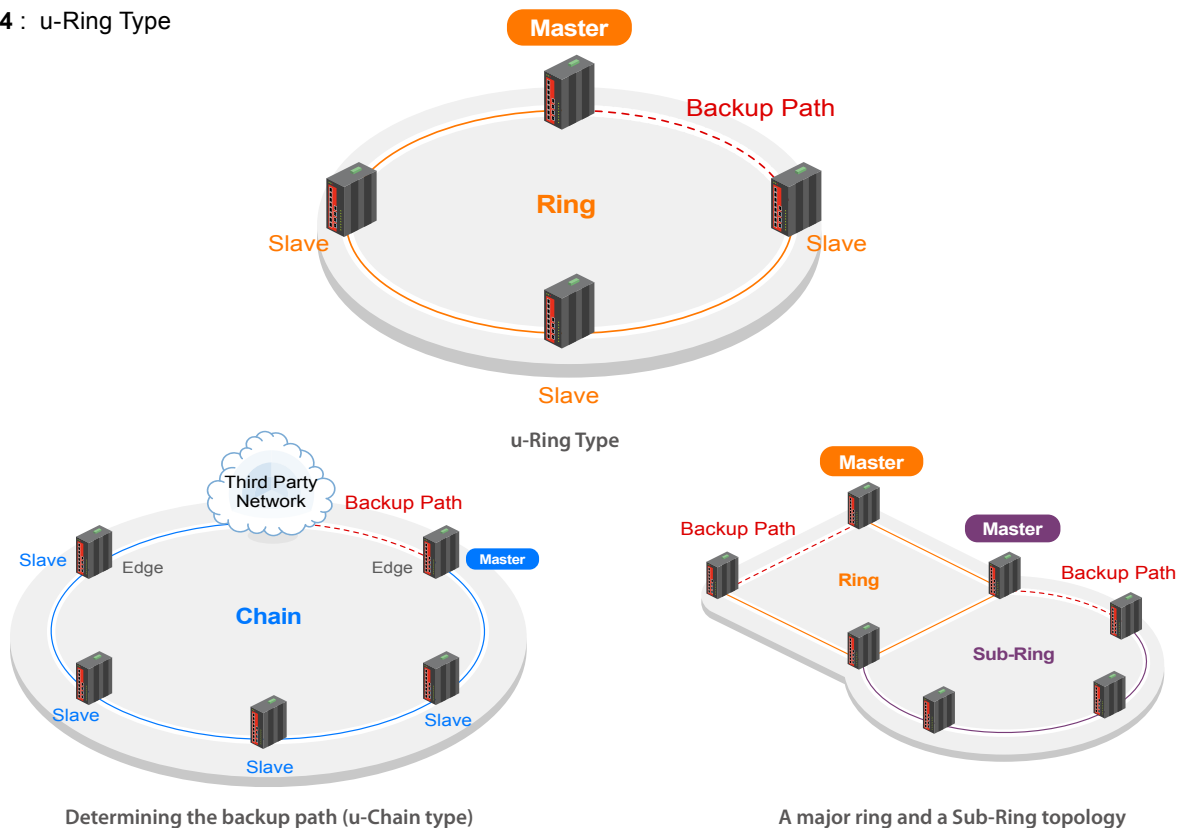 4 : u-Ring Type
Master
Backup Path
Ring
Slave
Slave
Slave
u-Ring Type
Third Party
Network
Backup Path
Slave
Edge
Edge
Master
Chain
Slave
Slave
Slave
Determining the backup path (u-Chain type)
Master
Backup Path
Master
Ring
Backup Path
Sub-Ring
A major ring and a Sub-Ring topology